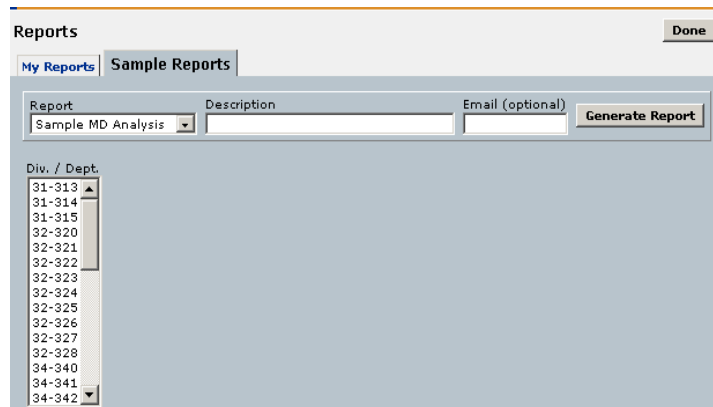 Reports
Done
My Reports Sample Reports
Report Description Email (optional)
Sample MD Analysis Generate Report
Div. / Dept.
31-313
31-314
31-315
32-320
32-321
32-322
32-323
32-324
32-325
32-326
32-327
32-328
34-340
34-341
34-342